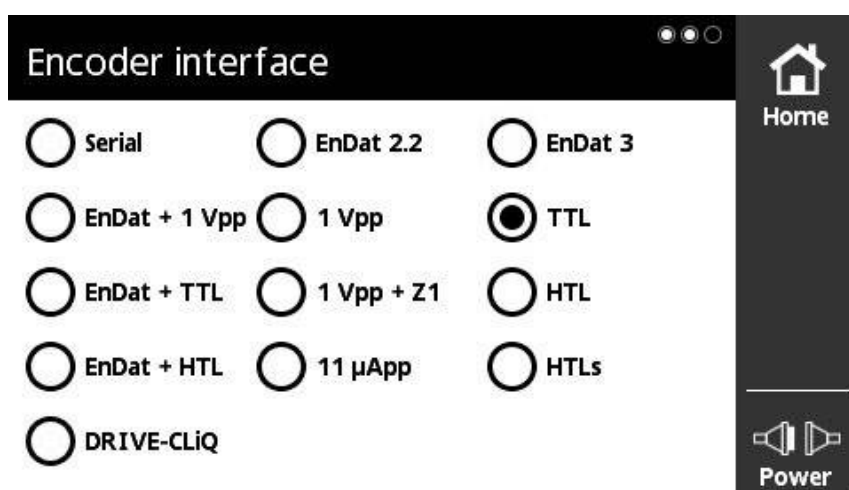 Encoder interface
Home
Serial
EnDat 2.2
EnDat 3
EnDat + 1 Vpp
1 Vpp
TTL
EnDat + TTL
1 Vpp + Z1
HTL
EnDat + HTL
11 µApp
HTLs
DRIVE-CLiQ
Power